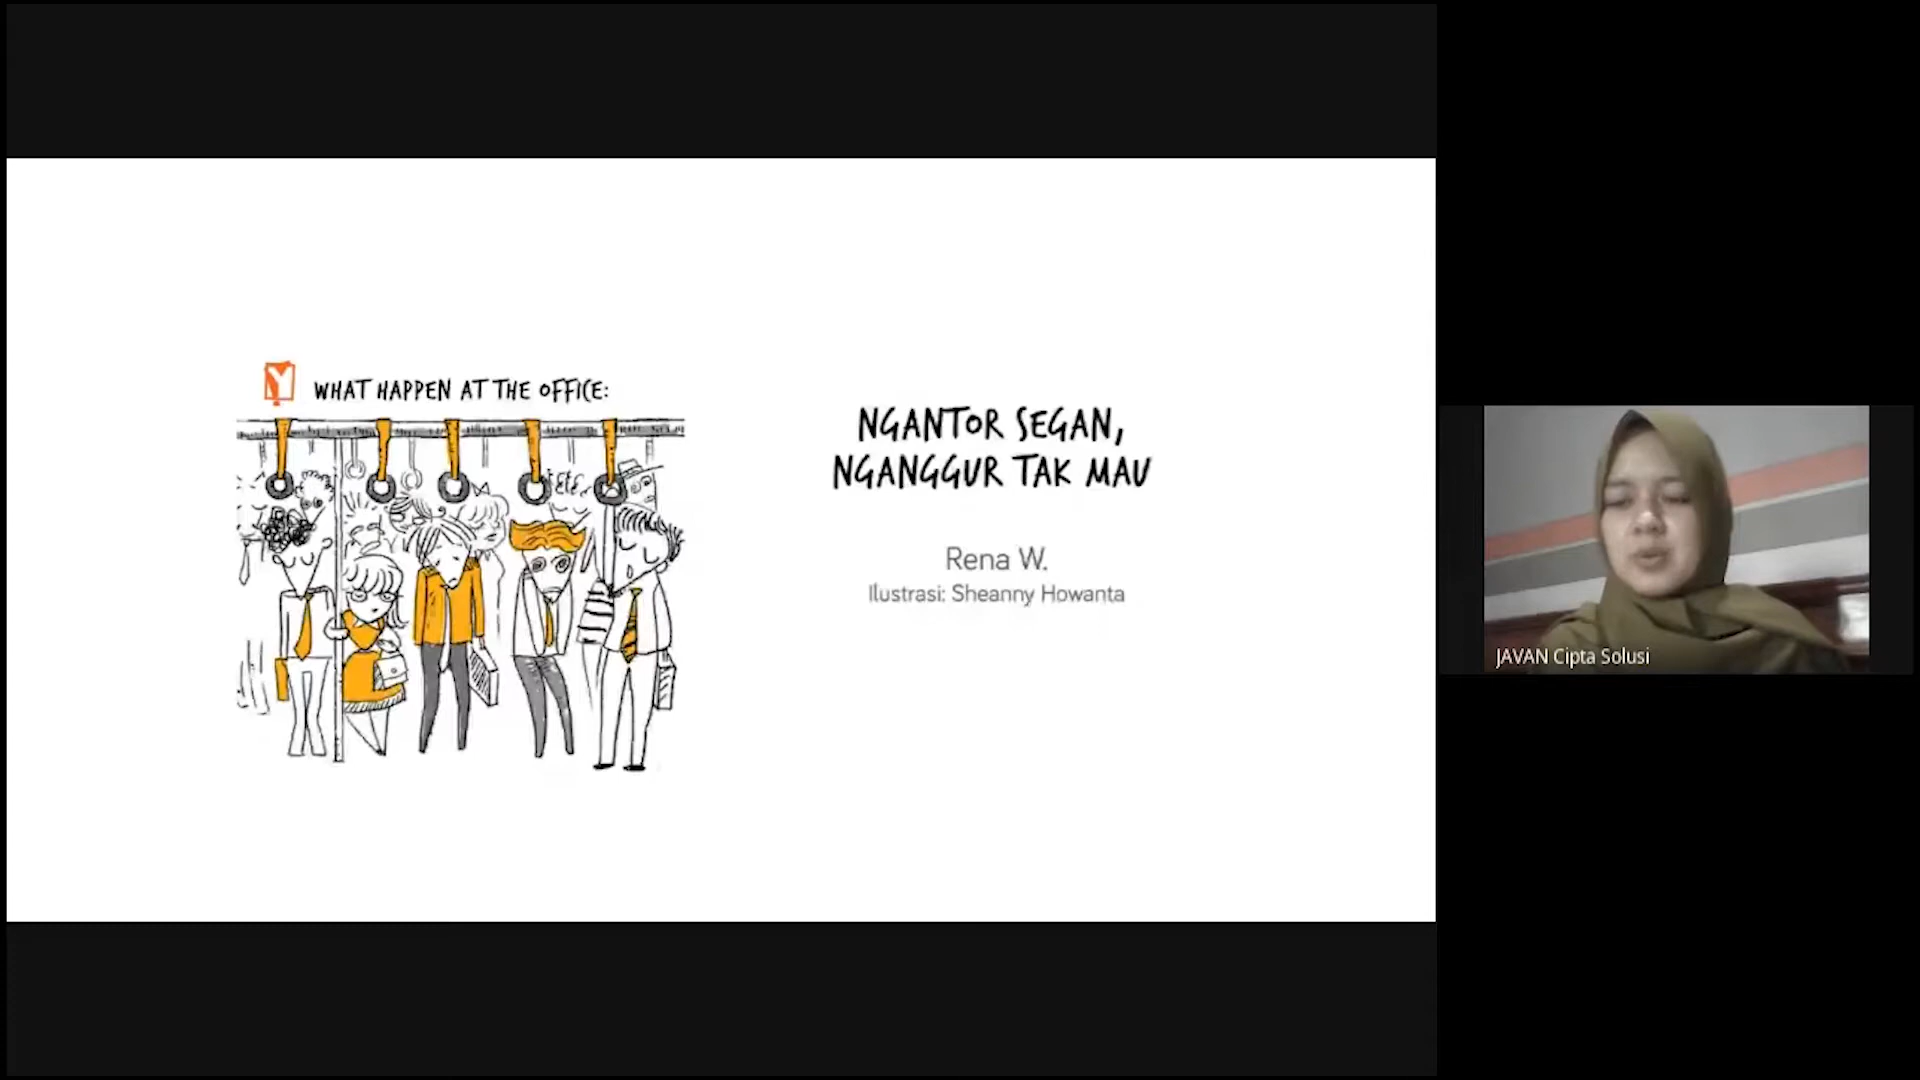 Y WHAT HAPPEN AT THE OFFICE:
NGANTOR SEGAN,
NGANGGUR TAK MAU
Rena W.
Ilustrasi: Sheanny Howanta
JAVAN Cipta Solusi